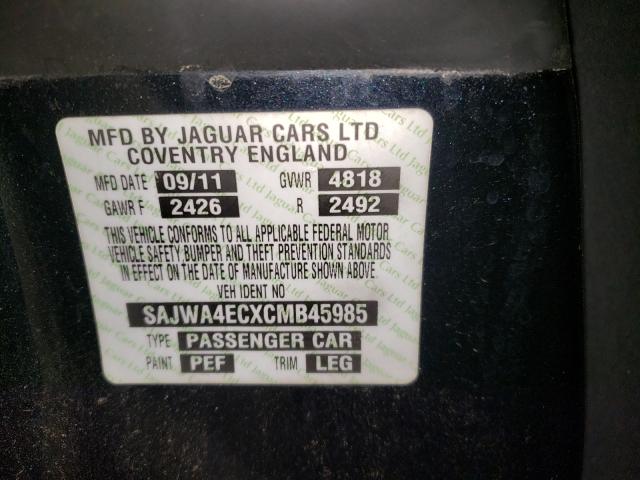 MFD BY JAGUAR CARS LTD
COVENTRY ENGLAND
MFD DATE 09/11 GVWR 4818
GAWR F 2426 R 2492
THIS VEHICLE CONFORMS TO ALL APPLICABLE FEDERAL MOTOR
VEHICLE SAFETY, BUMPER AND THEFT PREVENTION STANDARDS
IN EFFECT ON THE DATE OF MANUFACTURE SHOWN ABOVE
VEH IDENT NO
SAJWA4ECXCMB45985
TYPE PASSENGER CAR
PAINT PEF TRIM LEG